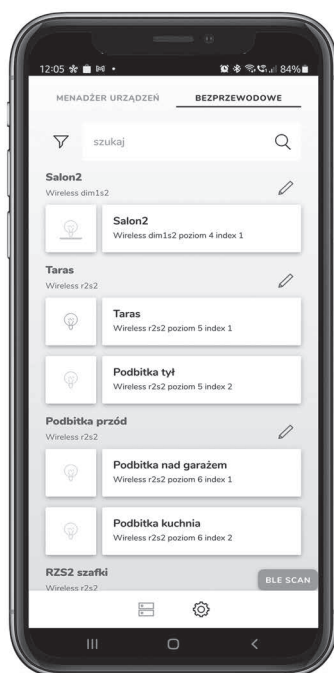 12:05
84%
MENADŻER URZĄDZEŃ
BEZPRZEWODOWE
szukaj
Salon2
Wireless dim1s2
Salon2
Wireless dim1s2 poziom 4 index 1
Taras
Wireless r2s2
Taras
Wireless r2s2 poziom 5 index 1
Podbitka tył
Wireless r2s2 poziom 5 index 2
Podbitka przód
Wireless r2s2
Podbitka nad garażem
Wireless r2s2 poziom 6 index 1
Podbitka kuchnia
Wireless r2s2 poziom 6 index 2
RZS2 szafki
BLE SCAN
Wireless r2s2